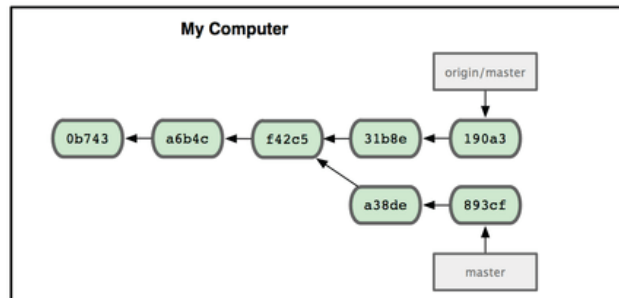 My Computer
origin/master
0b743
a6b4c
f42c5
31b8e
190a3
a38de
893cf
master